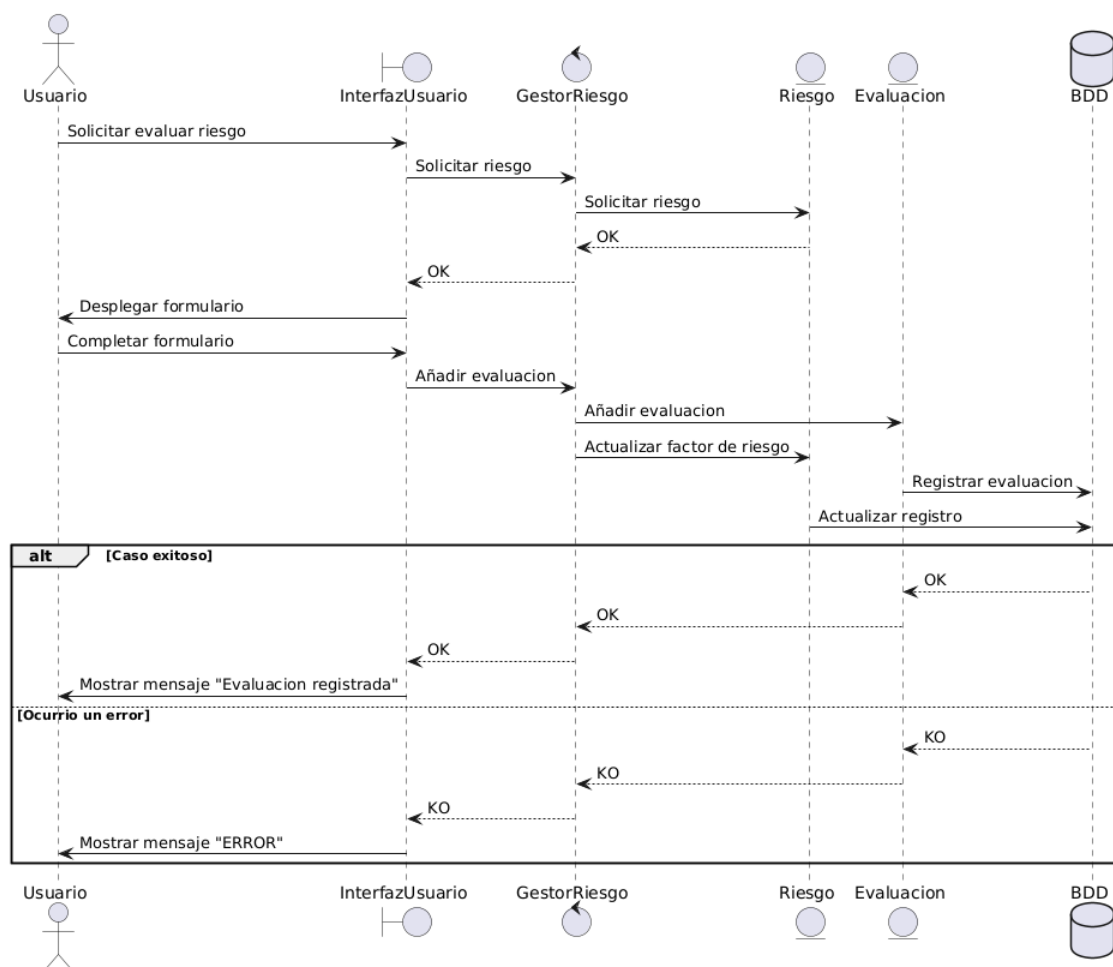 Usuario
InterfazUsuario
GestorRiesgo
Riesgo
Evaluacion
BDD
Solicitar evaluar riesgo
Solicitar riesgo
Solicitar riesgo
OK
OK
Desplegar formulario
Completar formulario
Añadir evaluacion
Añadir evaluacion
Actualizar factor de riesgo
Registrar evaluacion
Actualizar registro
alt
[Caso exitoso]
OK
OK
OK
Mostrar mensaje "Evaluacion registrada"
[Ocurrio un error]
KO
KO
KO
Mostrar mensaje "ERROR"
Usuario
InterfazUsuario
GestorRiesgo
Riesgo
Evaluacion
BDD